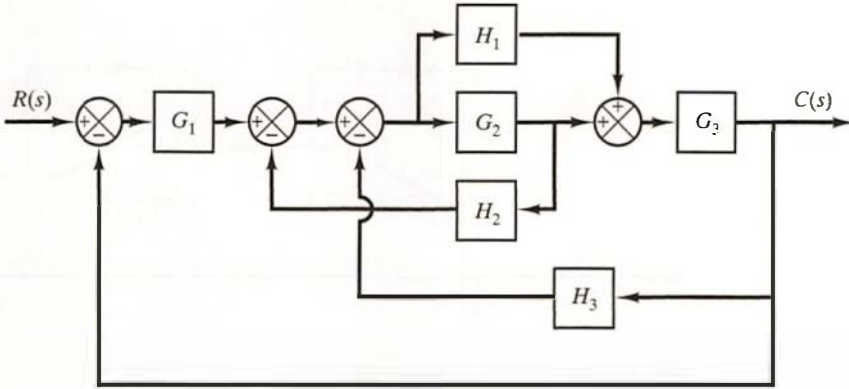 H₁
R(s)
+
−
G₁
+
−
+
−
G₂
+
+
G₃
C(s)
H₂
H₃